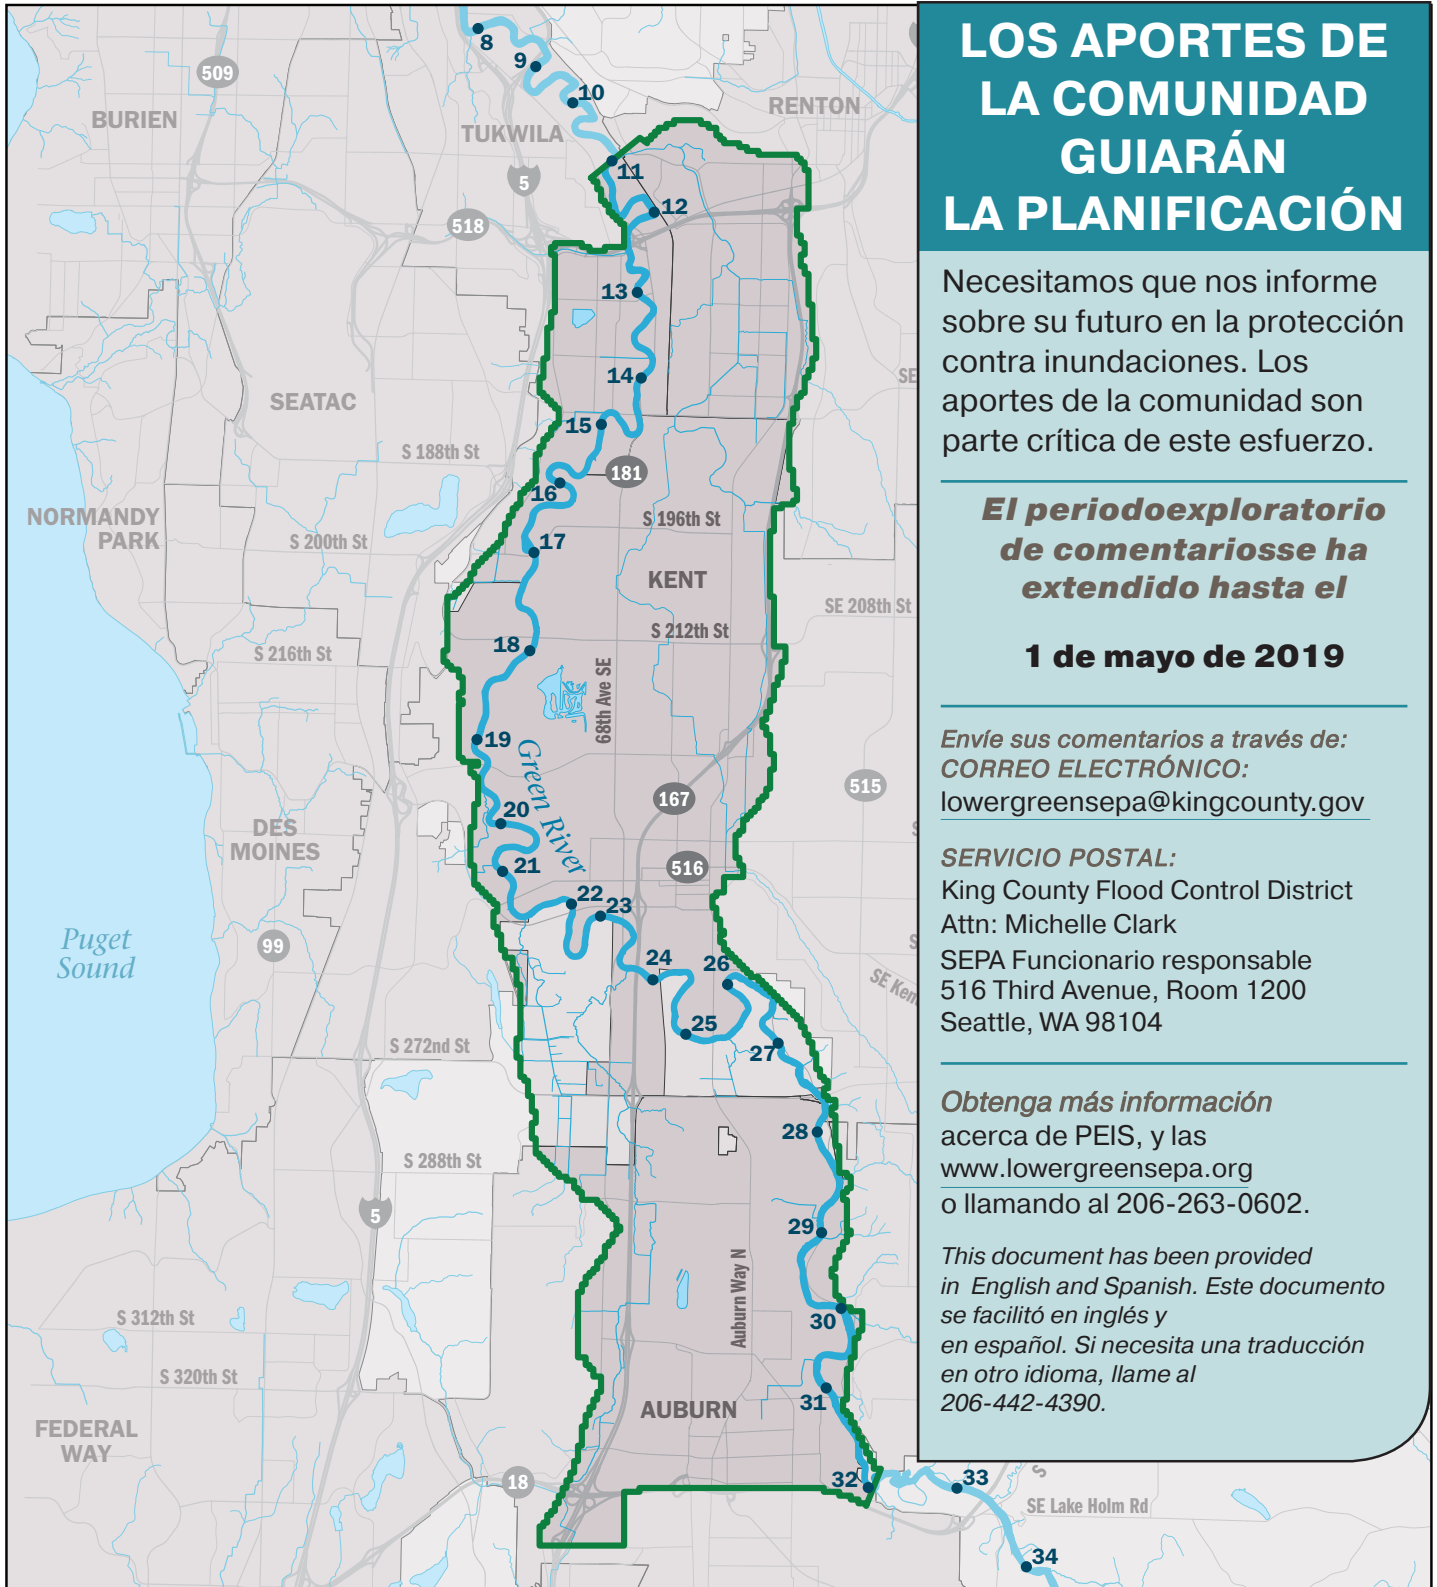 LOS APORTES DE
LA COMUNIDAD
GUIARÁN
LA PLANIFICACIÓN
Necesitamos que nos informe
sobre su futuro en la protección
contra inundaciones. Los
aportes de la comunidad son
parte crítica de este esfuerzo.
El periodoexploratorio
de comentariosse ha
extendido hasta el
1 de mayo de 2019
Envíe sus comentarios a través de:
CORREO ELECTRÓNICO:
lowergreensepa@kingcounty.gov
SERVICIO POSTAL:
King County Flood Control District
Attn: Michelle Clark
SEPA Funcionario responsable
516 Third Avenue, Room 1200
Seattle, WA 98104
Obtenga más información
acerca de PEIS, y las
www.lowergreensepa.org
o llamando al 206-263-0602.
This document has been provided
in English and Spanish. Este documento
se facilitó en inglés y
en español. Si necesita una traducción
en otro idioma, llame al
206-442-4390.
8
9
10
509
BURIEN
TUKWILA
RENTON
11
5
12
518
13
14
SE
SEATAC
15
S 188th St
181
16
NORMANDY
PARK
S 196th St
S 200th St
17
KENT
SE 208th St
S 212th St
18
S 216th St
68th Ave SE
19
Green River
515
167
20
DES
MOINES
21
516
22
23
Puget
Sound
99
24
26
SE Ken
25
S 272nd St
27
28
S 288th St
5
29
Auburn Way N
30
S 312th St
S 320th St
31
AUBURN
FEDERAL
WAY
18
32
33
S
SE Lake Holm Rd
34